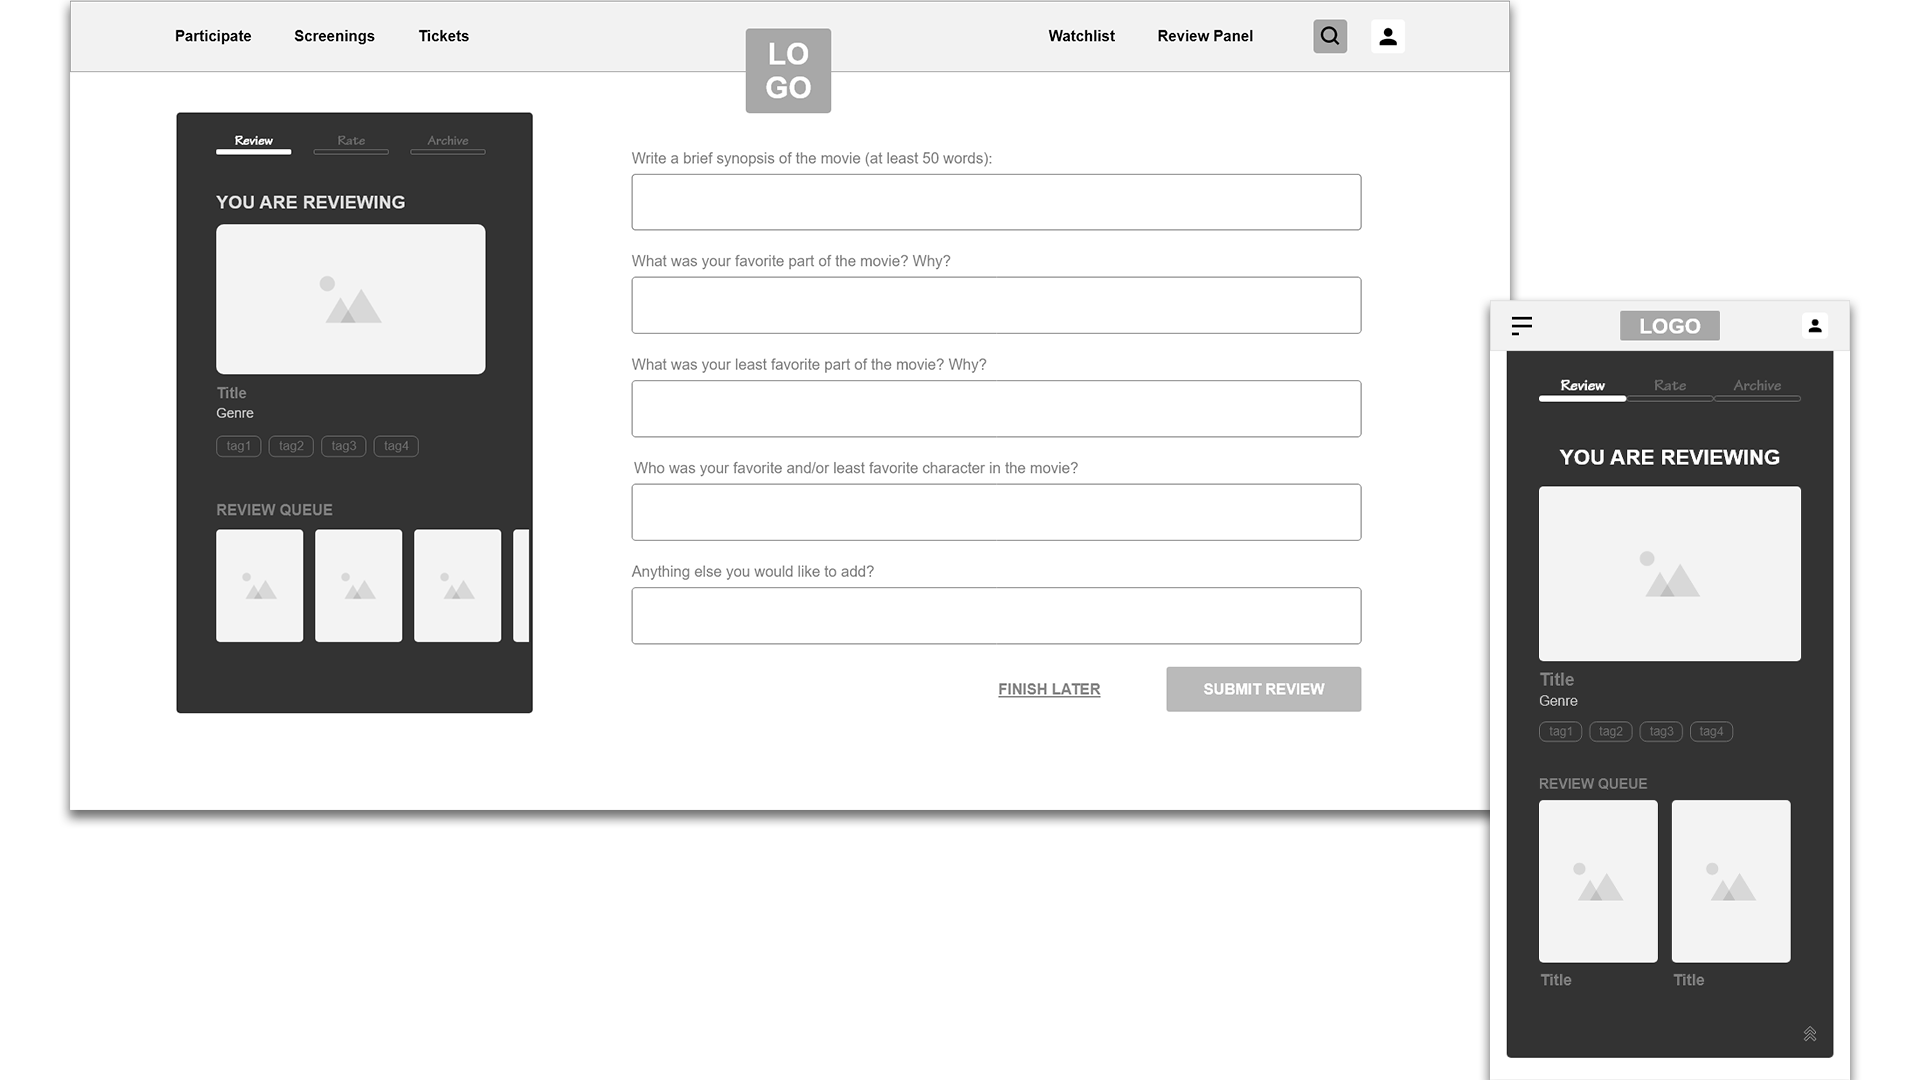 Participate
Screenings
Tickets
LO
GO
Watchlist
Review Panel
Review
Rate
Archive
YOU ARE REVIEWING
Title
Genre
tag1
tag2
tag3
tag4
REVIEW QUEUE
Write a brief synopsis of the movie (at least 50 words):
What was your favorite part of the movie? Why?
What was your least favorite part of the movie? Why?
Who was your favorite and/or least favorite character in the movie?
Anything else you would like to add?
FINISH LATER
SUBMIT REVIEW
LOGO
Review
Rate
Archive
YOU ARE REVIEWING
Title
Genre
tag1
tag2
tag3
tag4
REVIEW QUEUE
Title
Title